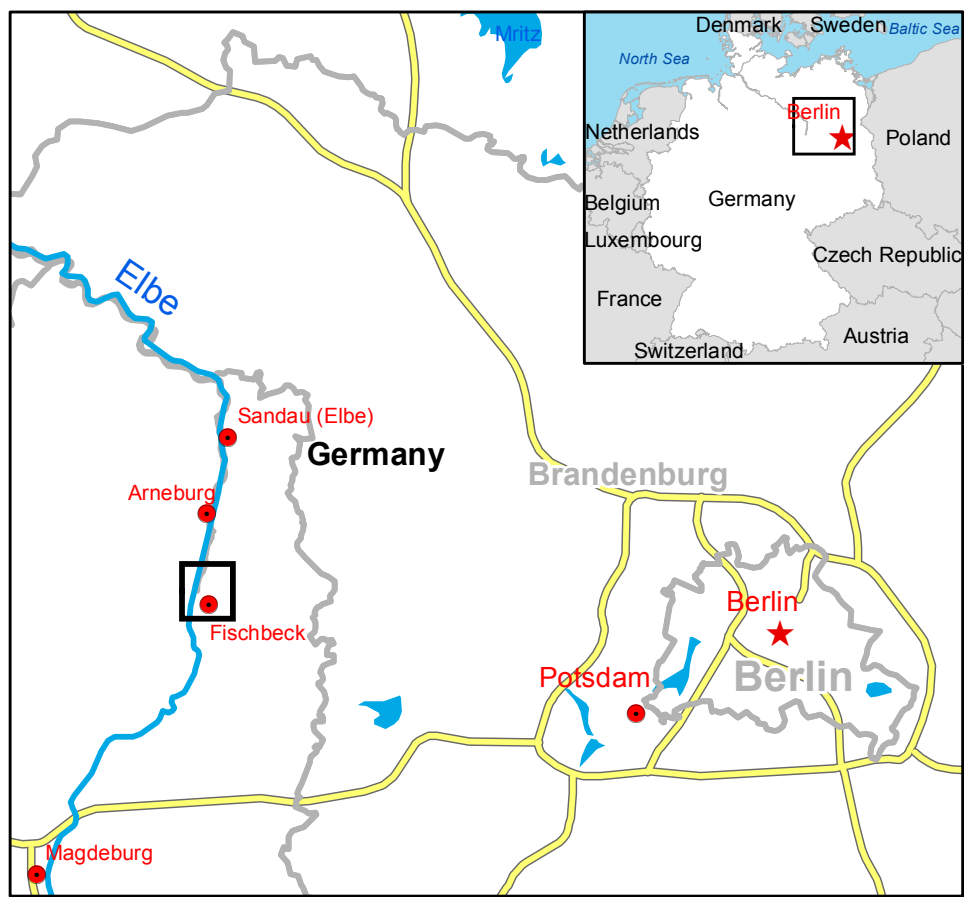 Mritz
Denmark
Sweden
Baltic Sea
North Sea
Berlin
Netherlands
Poland
Belgium
Germany
Luxembourg
Czech Republic
France
Austria
Switzerland
Elbe
Sandau (Elbe)
Germany
Brandenburg
Arneburg
Berlin
Fischbeck
Potsdam
Berlin
Magdeburg